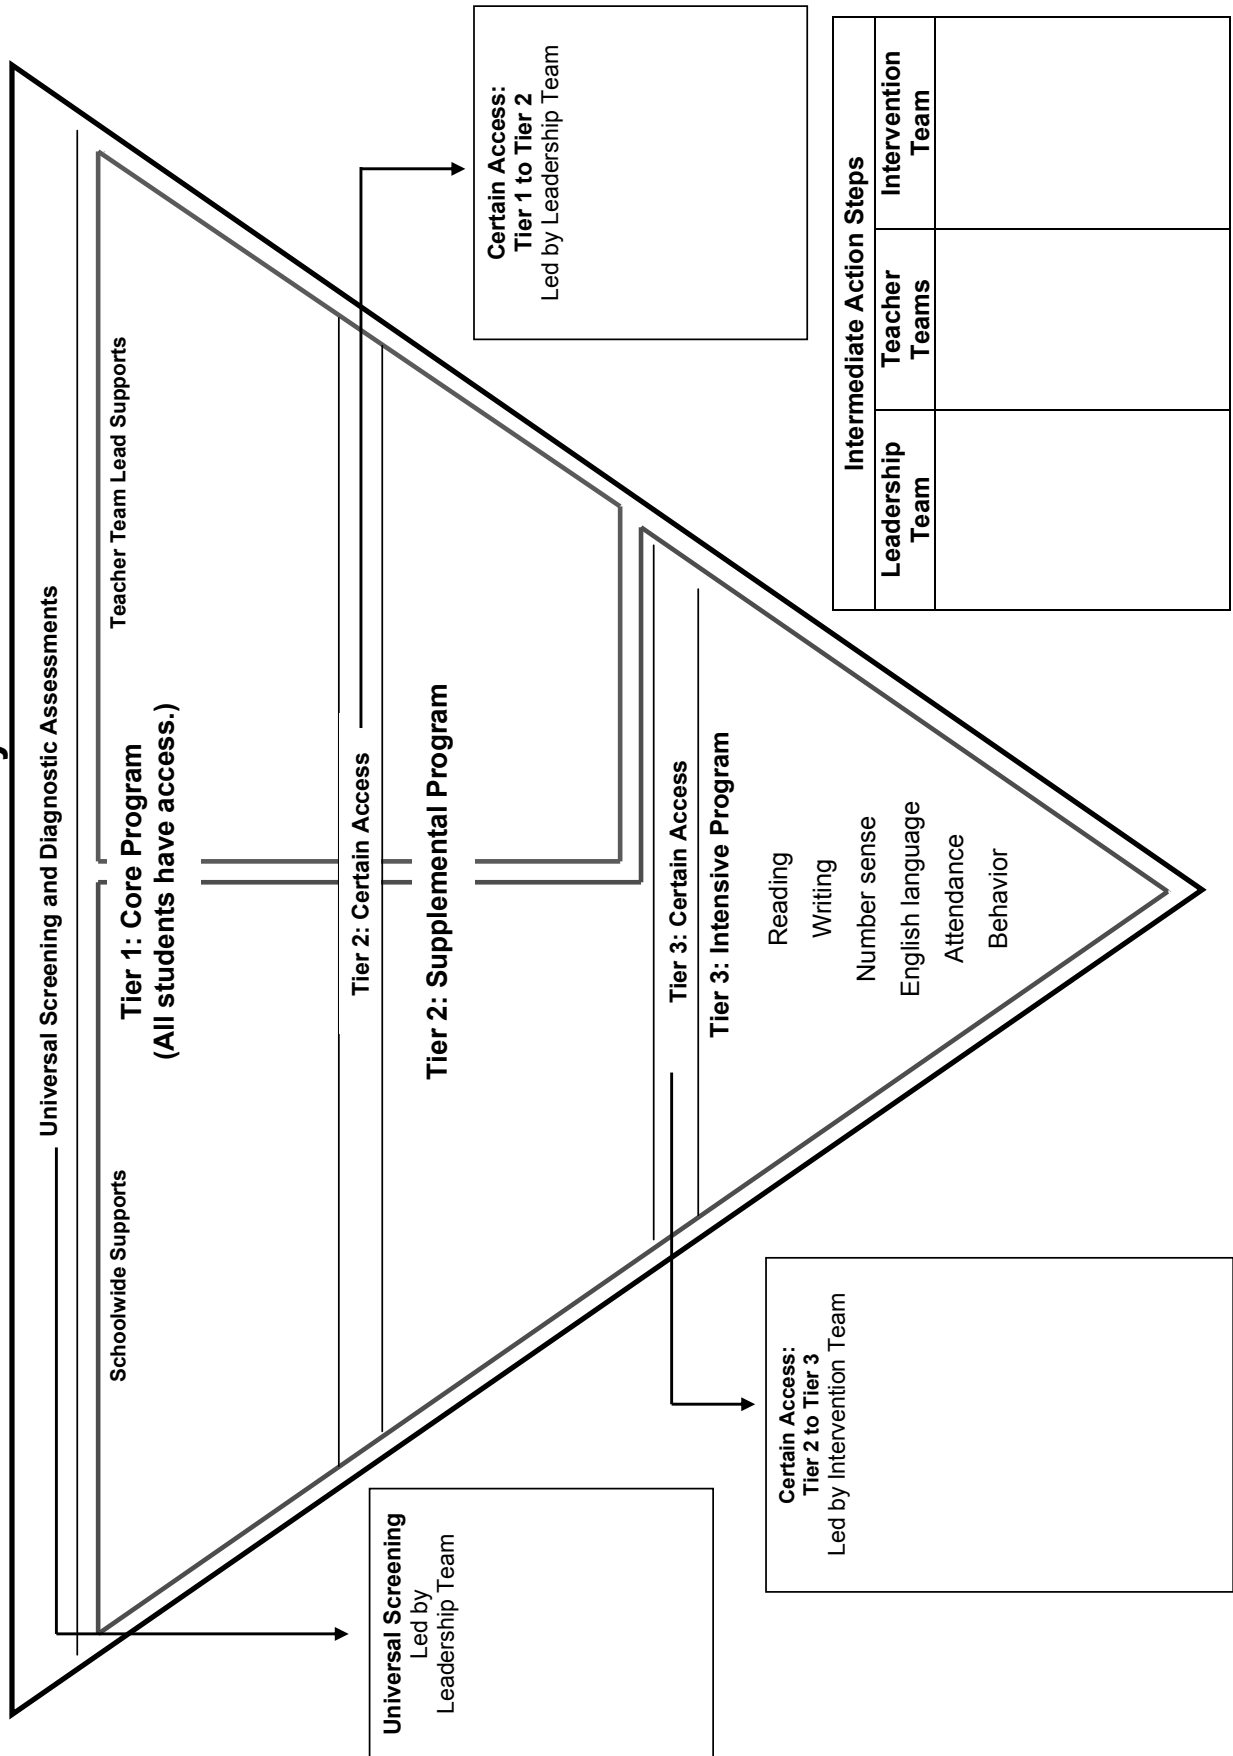 Universal Screening and Diagnostic Assessments
Schoolwide Supports
Teacher Team Lead Supports
Tier 1: Core Program
(All students have access.)
Tier 2: Certain Access
Tier 2: Supplemental Program
Tier 3: Certain Access
Tier 3: Intensive Program
Reading
Writing
Number sense
English language
Attendance
Behavior
Universal Screening
Led by
Leadership Team
Certain Access:
Tier 2 to Tier 3
Led by Intervention Team
Certain Access:
Tier 1 to Tier 2
Led by Leadership Team
Intermediate Action Steps
Leadership
Team
Teacher
Teams
Intervention
Team